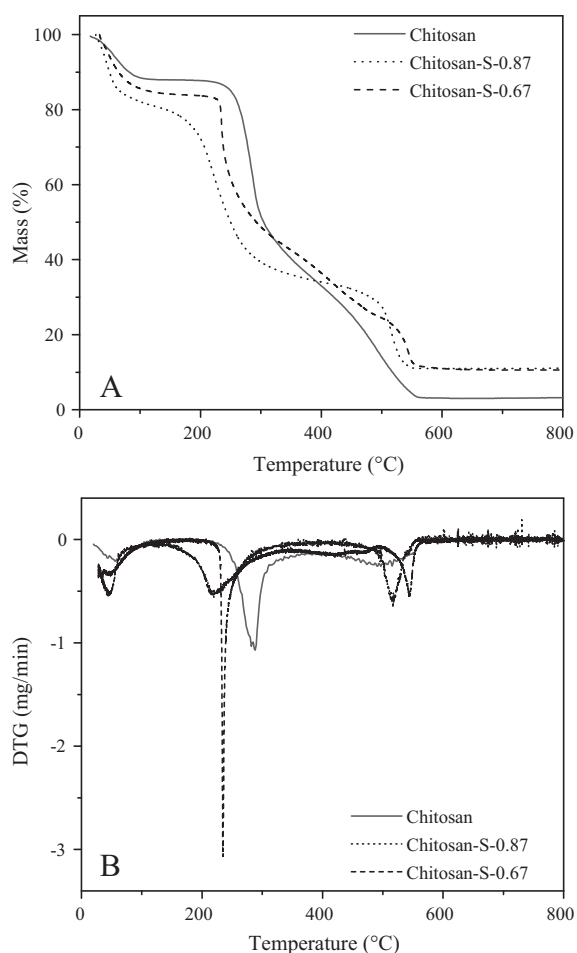 100
80
60
40
20
0
Mass (%)
Chitosan
Chitosan-S-0.87
Chitosan-S-0.67
A
0 200 400 600 800
Temperature (°C)
0
-1
-2
-3
DTG (mg/min)
Chitosan
Chitosan-S-0.87
Chitosan-S-0.67
B
0 200 400 600 800
Temperature (°C)